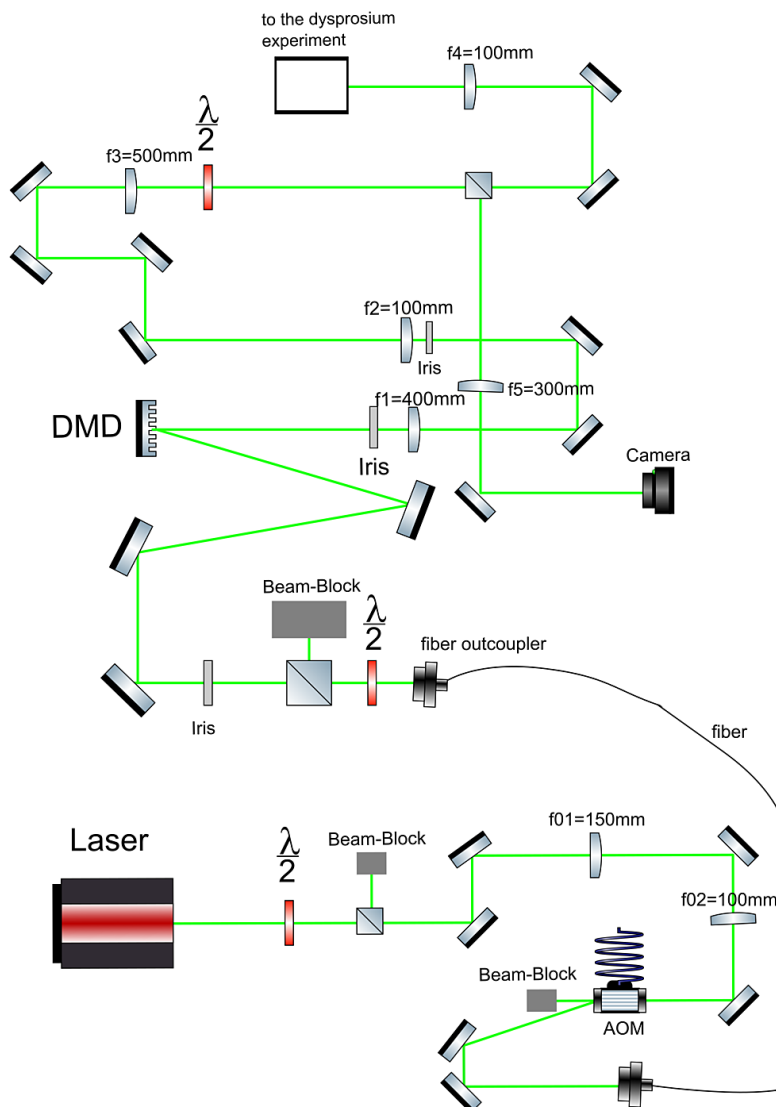 to the dysprosium
experiment
f4=100mm
λ/2
f3=500mm
f2=100mm
Iris
f1=400mm
f5=300mm
DMD
Iris
Camera
Beam-Block
λ/2
fiber outcoupler
Iris
fiber
Laser
f01=150mm
Beam-Block
λ/2
f02=100mm
Beam-Block
AOM